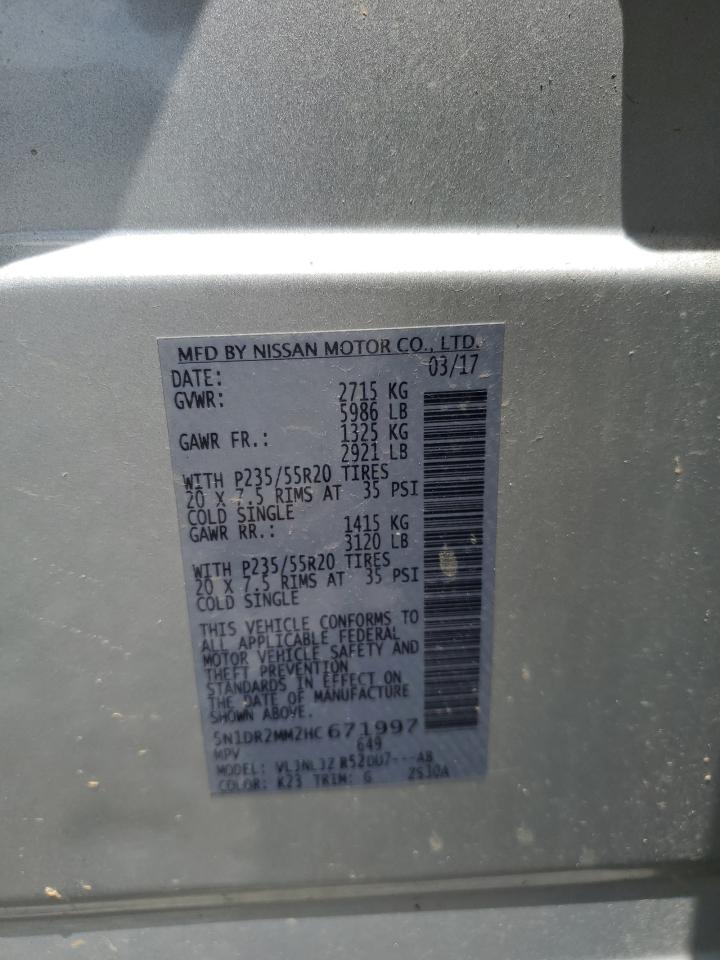 MFD BY NISSAN MOTOR CO., LTD.
DATE: 03/17
GVWR: 2715 KG
5986 LB
GAWR FR.: 1325 KG
2921 LB
WITH P235/55R20 TIRES
20 X 7.5 RIMS AT 35 PSI
COLD SINGLE
GAWR RR.: 1415 KG
3120 LB
WITH P235/55R20 TIRES
20 X 7.5 RIMS AT 35 PSI
COLD SINGLE
THIS VEHICLE CONFORMS TO
ALL APPLICABLE FEDERAL
MOTOR VEHICLE SAFETY AND
THEFT PREVENTION
STANDARDS IN EFFECT ON
THE DATE OF MANUFACTURE
SHOWN ABOVE.
5N1DR2MM2HC671997
MPV 649
MODEL:
COLOR: K23 TRIM: G 2S30A